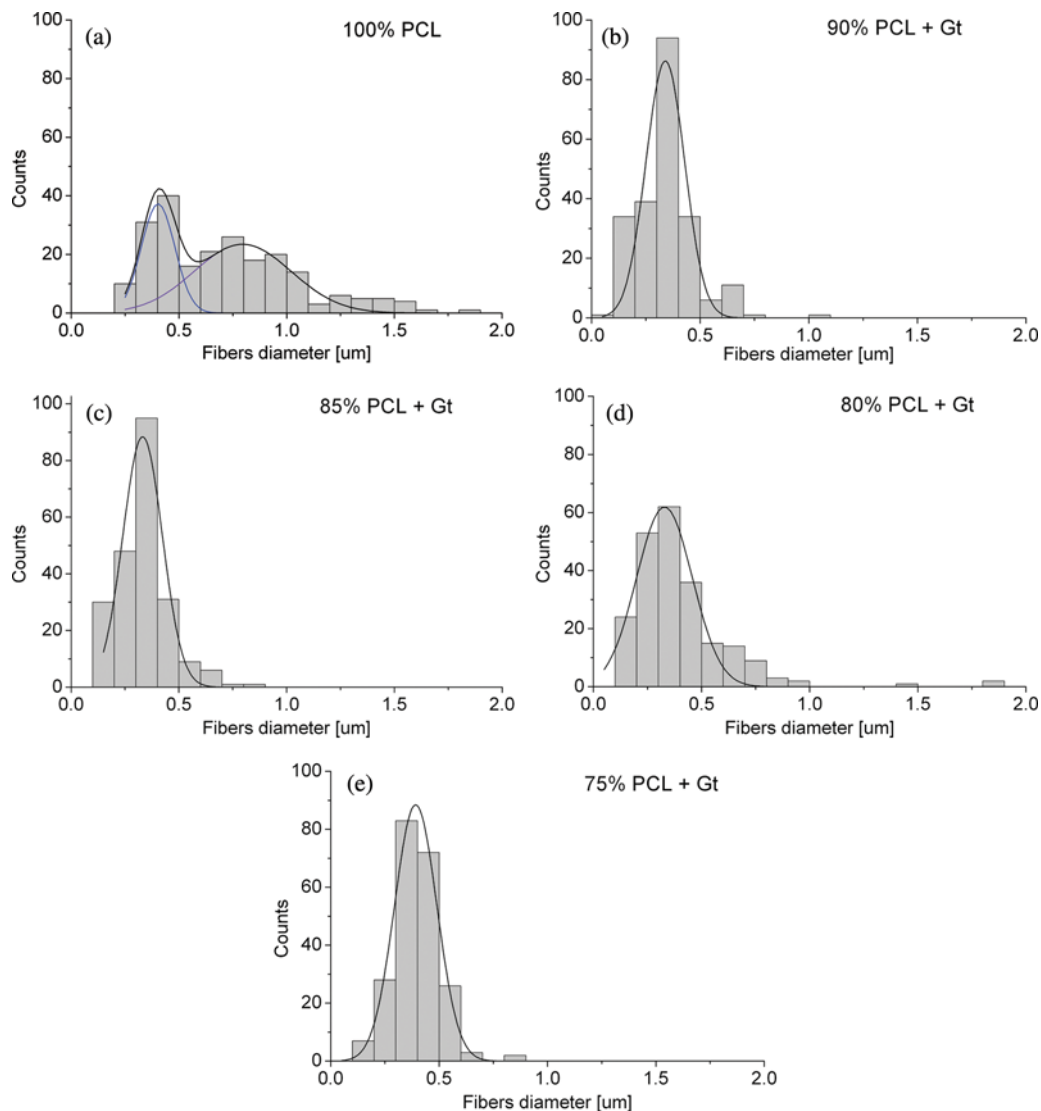 (a) 100% PCL
100
80
60
40
20
0
Counts
0.0 0.5 1.0 1.5 2.0
Fibers diameter [um]
(b) 90% PCL + Gt
100
80
60
40
20
0
Counts
0.0 0.5 1.0 1.5 2.0
Fibers diameter [um]
(c) 85% PCL + Gt
100
80
60
40
20
0
Counts
0.0 0.5 1.0 1.5 2.0
Fibers diameter [um]
(d) 80% PCL + Gt
100
80
60
40
20
0
Counts
0.0 0.5 1.0 1.5 2.0
Fibers diameter [um]
(e) 75% PCL + Gt
100
80
60
40
20
0
Counts
0.0 0.5 1.0 1.5 2.0
Fibers diameter [um]